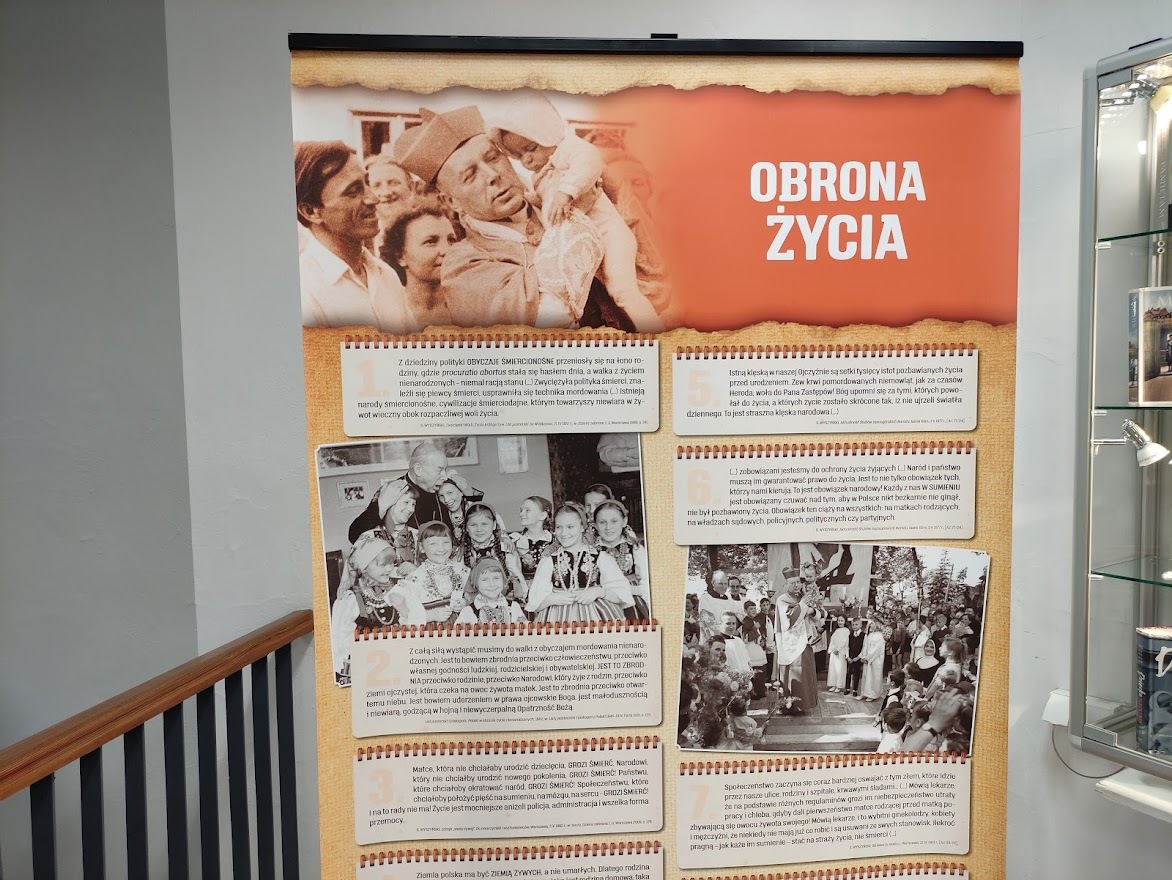 OBRONA
ŻYCIA
1.
Z dziedziny polityki OBYCZAJE ŚMIERCIONOŚNE przeniosły się na łono ro-
dziny, gdzie procuratio abortus stała się hasłem dnia, a walka z życiem
nienarodzonych – niemal racją stanu (...) Zwyciężyła polityka śmierci, zna-
leźli się piewcy śmierci, usprawniła się technika mordowania (...) Istnieją
narody śmiercionośne, cywilizacje śmierciodajne, którym towarzyszy niewiara w ży-
wot wieczny obok rozpaczliwej woli życia.
2.
Z całą siłą wystąpić musimy do walki z obyczajem mordowania nienaro-
dzonych. Jest to bowiem zbrodnia przeciwko człowieczeństwu, przeciwko
własnej godności ludzkiej, rodzicielskiej i obywatelskiej. JEST TO ZBROD-
NIA przeciwko rodzinie, przeciwko Narodowi, który żyje z rodzin, przeciwko
ziemi ojczystej, która czeka na owoc żywota matek. Jest to zbrodnia przeciwko otwar-
temu niebu. Jest bowiem uderzeniem w prawa ojcowskie Boga, jest małodusznością
i niewiarą, godzącą w hojną i niewyczerpalną Opatrzność Bożą.
3.
Matce, która nie chciałaby urodzić dziecięcia, GROZI ŚMIERĆ. Narodowi,
który nie chciałby urodzić nowego pokolenia, GROZI ŚMIERĆ! Państwu,
które chciałoby okratować naród, GROZI ŚMIERĆ! Społeczeństwu, które
chciałoby położyć pięść na sumieniu, na mózgu, na sercu – GROZI ŚMIERĆ!
I na to rady nie ma! Życie jest mocniejsze aniżeli policja, administracja i wszelka forma
przemocy.
Ziemia polska ma być ZIEMIĄ ŻYWYCH, a nie umarłych. Dlatego rodzina
5.
Istną klęską w naszej Ojczyźnie są setki tysięcy istot pozbawianych życia
przed urodzeniem. Zew krwi pomordowanych niemowląt, jak za czasów
Heroda, woła do Pana Zastępów! Bóg upomni się za tymi, których powo-
łał do życia, a których życie zostało skrócone tak, iż nie ujrzeli światła
dziennego. To jest straszna klęska narodowa (...)
6.
(...) zobowiązani jesteśmy do ochrony życia żyjących (...) Naród i państwo
muszą im gwarantować prawo do życia. Jest to nie tylko obowiązek tych,
którzy nami kierują. To jest obowiązek narodowy! Każdy z nas W SUMIENIU
jest obowiązany czuwać nad tym, aby w Polsce nikt bezkarnie nie ginął,
nie był pozbawiony życia. Obowiązek ten ciąży na wszystkich: na matkach rodzących,
na władzach sądowych, policyjnych, politycznych czy partyjnych.
7.
Społeczeństwo zaczyna się coraz bardziej oswajać z tym złem, które idzie
przez nasze ulice, rodziny i szpitale, krwawymi śladami... (...) Mówią lekarze,
że na podstawie różnych regulaminów grozi im niebezpieczeństwo utraty
pracy i chleba, gdyby dali pierwszeństwo matce rodzącej przed matką po-
zbywającą się owocu żywota swojego! Mówią lekarze, i to wybitni ginekolodzy, kobiety
i mężczyźni, że niekiedy nie mają już co robić i są usuwani ze swych stanowisk, ilekroć
pragną – jak każe im sumienie – stać na straży życia, nie śmierci (...)